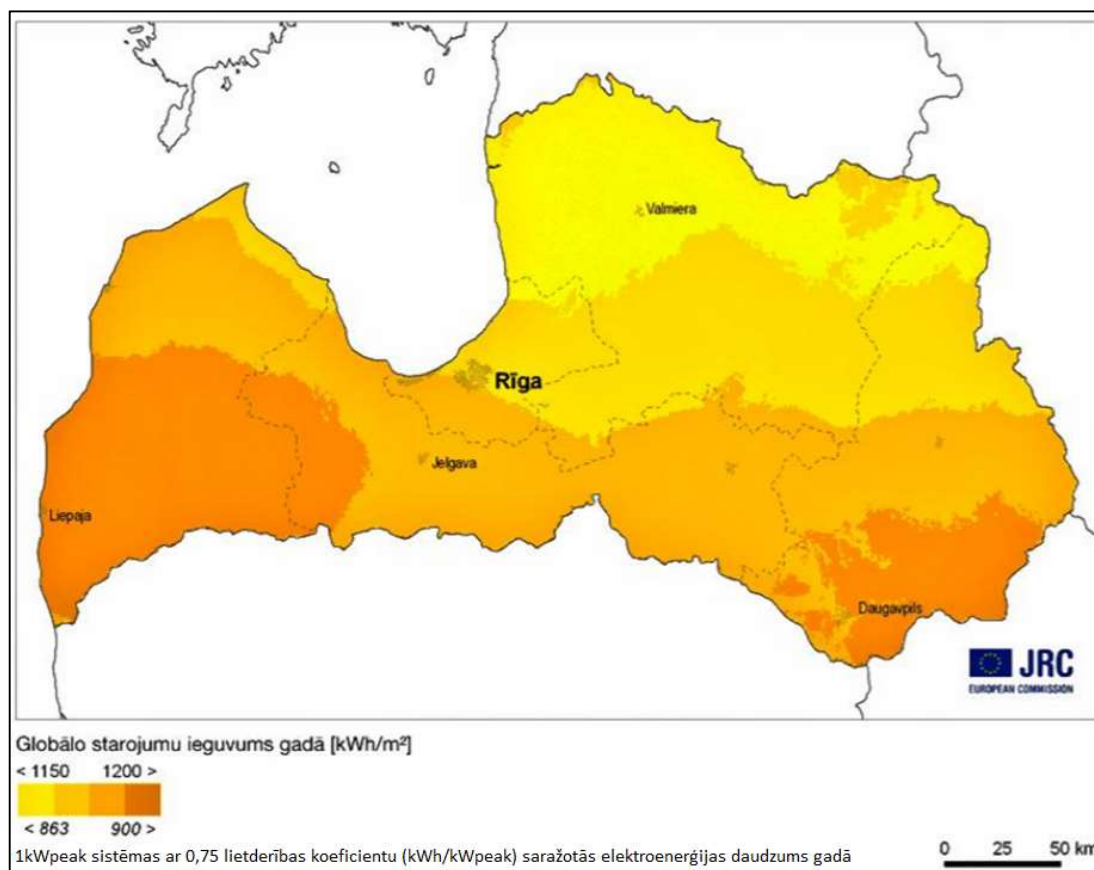 Valmiera
Rīga
Jelgava
Liepaja
Daugavpils
JRC
EUROPEAN COMMISSION
Globālo starojumu ieguvums gadā [kWh/m²]
< 1150 1200 >
< 863 900 >
1kWpeak sistēmas ar 0,75 lietderības koeficientu (kWh/kWpeak) saražotās elektroenerģijas daudzums gadā
0 25 50 km